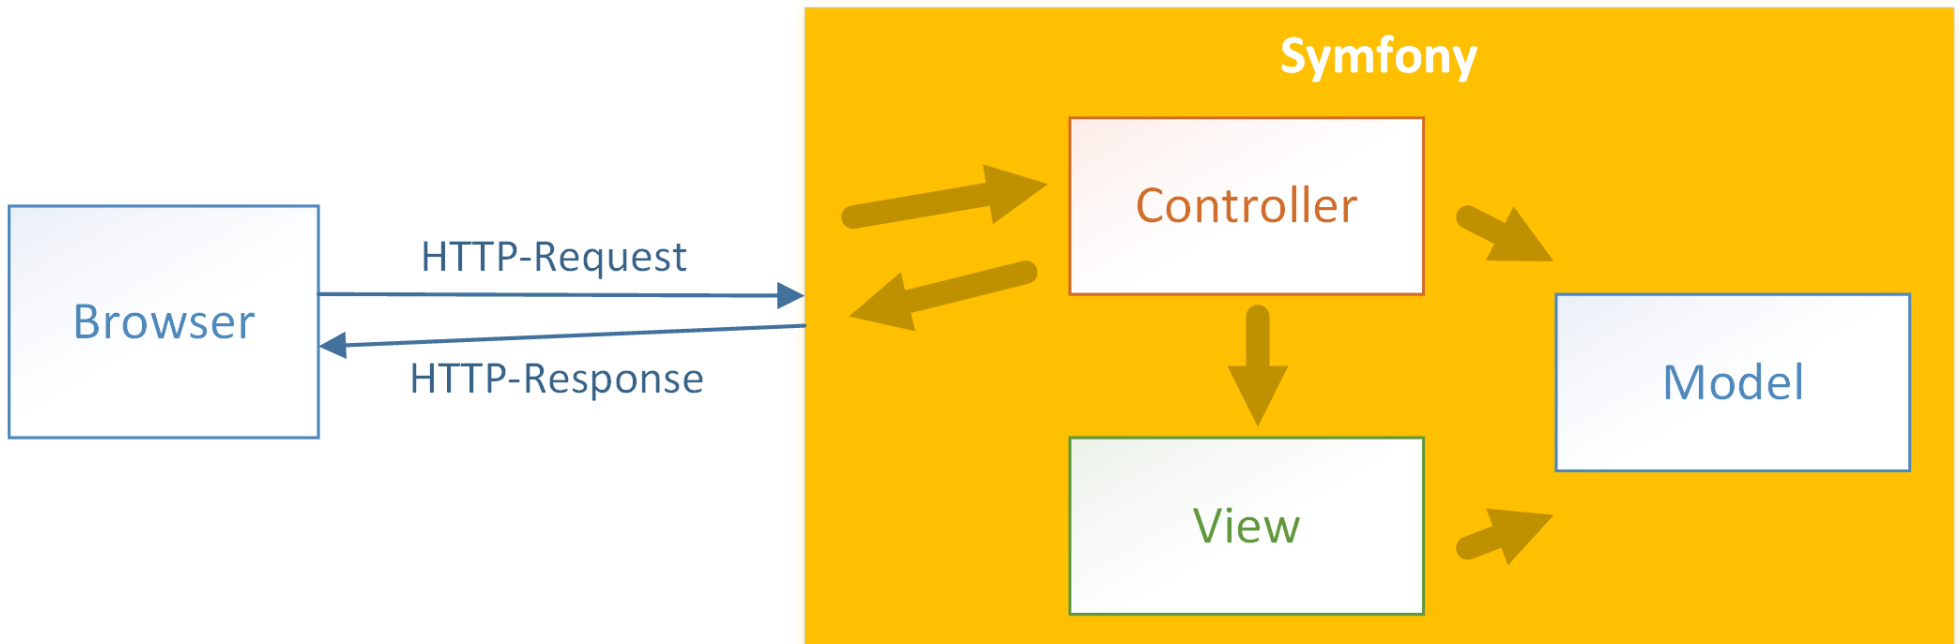 Symfony
Controller
HTTP-Request
Browser
HTTP-Response
Model
View